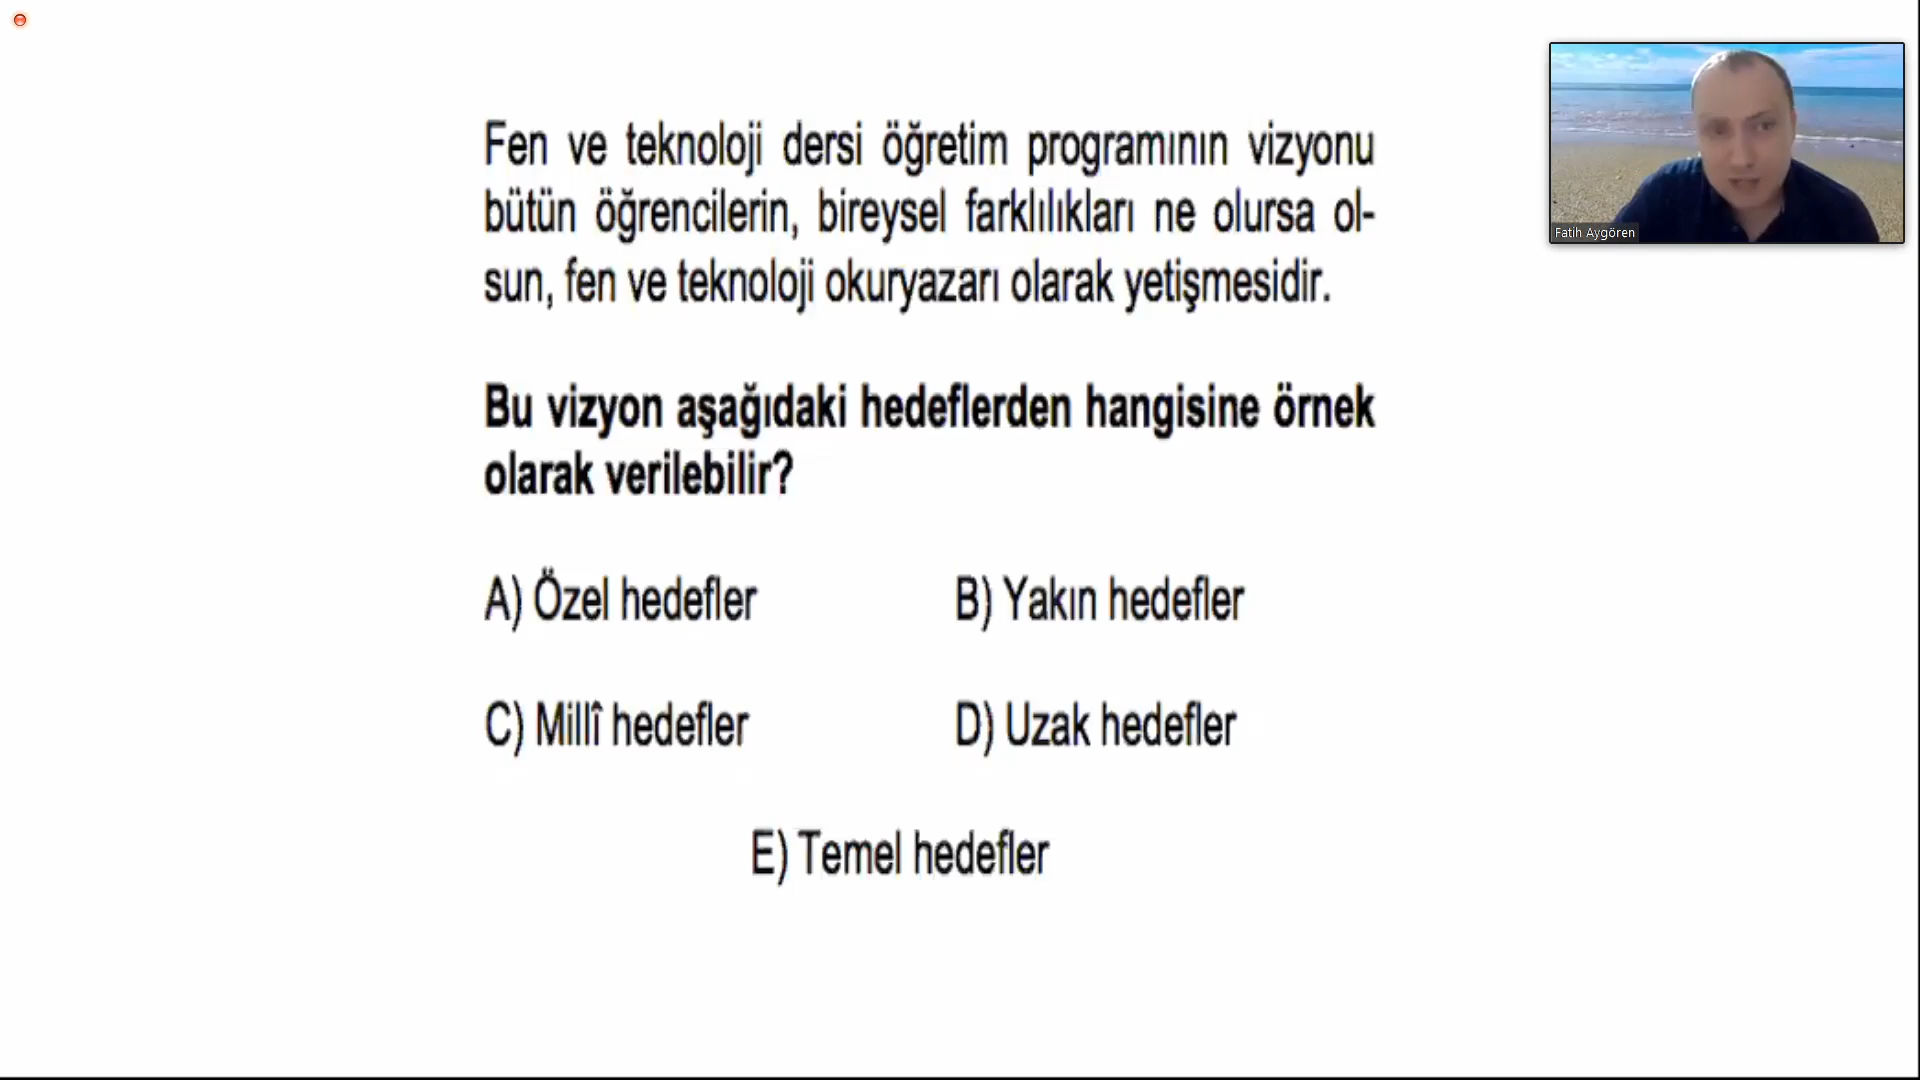 Fen ve teknoloji dersi öğretim programının vizyonu
bütün öğrencilerin, bireysel farklılıkları ne olursa ol-
sun, fen ve teknoloji okuryazarı olarak yetişmesidir.
Bu vizyon aşağıdaki hedeflerden hangisine örnek
olarak verilebilir?
A) Özel hedefler
B) Yakın hedefler
C) Millî hedefler
D) Uzak hedefler
E) Temel hedefler
Fatih Aygören